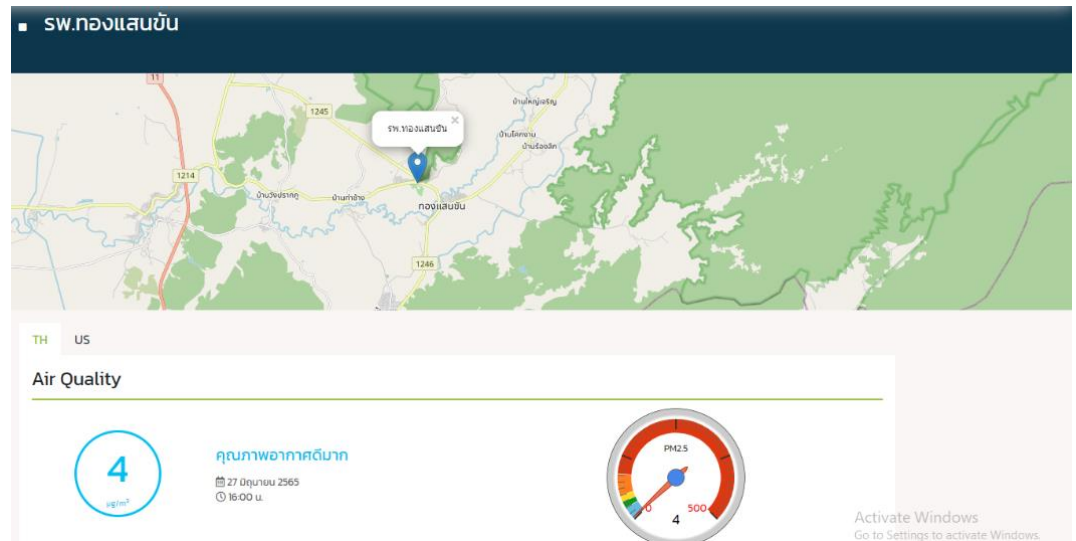 รพ.ทองแสนขัน
11
1245
บ้านใหญ่เจริญ
รพ.ทองแสนขัน
×
บ้านโคกงาม
บ้านร้องลึก
1214
บ้านวังปรากฏ
บ้านท่าช้าง
ทองแสนขัน
1246
TH US
Air Quality
4
µg/m³
คุณภาพอากาศดีมาก
27 มิถุนายน 2565
16:00 น.
PM2.5
0 500
4
Activate Windows
Go to Settings to activate Windows.